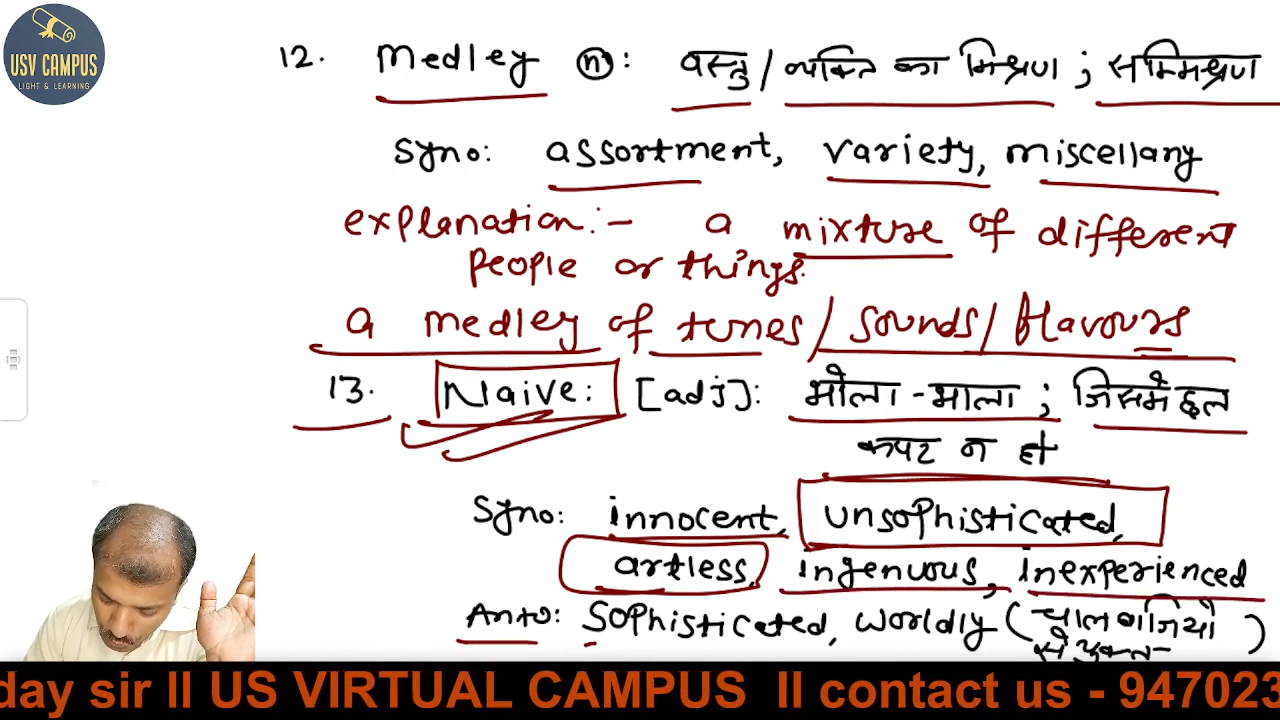 USV CAMPUS
LIGHT & LEARNING
12. Medley (n): वस्तु / व्यक्ति का मिश्रण ; सम्मिश्रण
Syno: assortment, variety, miscellany
explanation:- a mixture of different
people or things.
a medley of tunes / sounds / flavours
13. Naive: [adj]: भोला-भाला ; जिसमे छल
कपट न हो
Syno: innocent, unsophisticated,
artless, ingenuous, inexperienced
Anto: Sophisticated, worldly (चालबाजियो
से युक्त)
day sir ll US VIRTUAL CAMPUS ll contact us - 947023